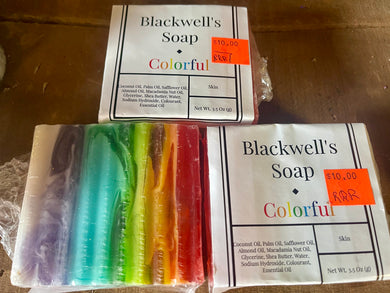 Blackwell's
Soap
Colorful
$10.00
Coconut Oil, Palm Oil, Safflower Oil,
Almond Oil, Macadamia Nut Oil,
Glycerine, Shea Butter, Water,
Sodium Hydroxide, Colourant,
Essential Oil
Skin
Net Wt. 3.5 Oz (g)
Blackwell's
Soap
Colorful
$10.00
RRR
Coconut Oil, Palm Oil, Safflower Oil,
Almond Oil, Macadamia Nut Oil,
Glycerine, Shea Butter, Water,
Sodium Hydroxide, Colourant,
Essential Oil
Skin
Net Wt. 3.5 Oz (g)